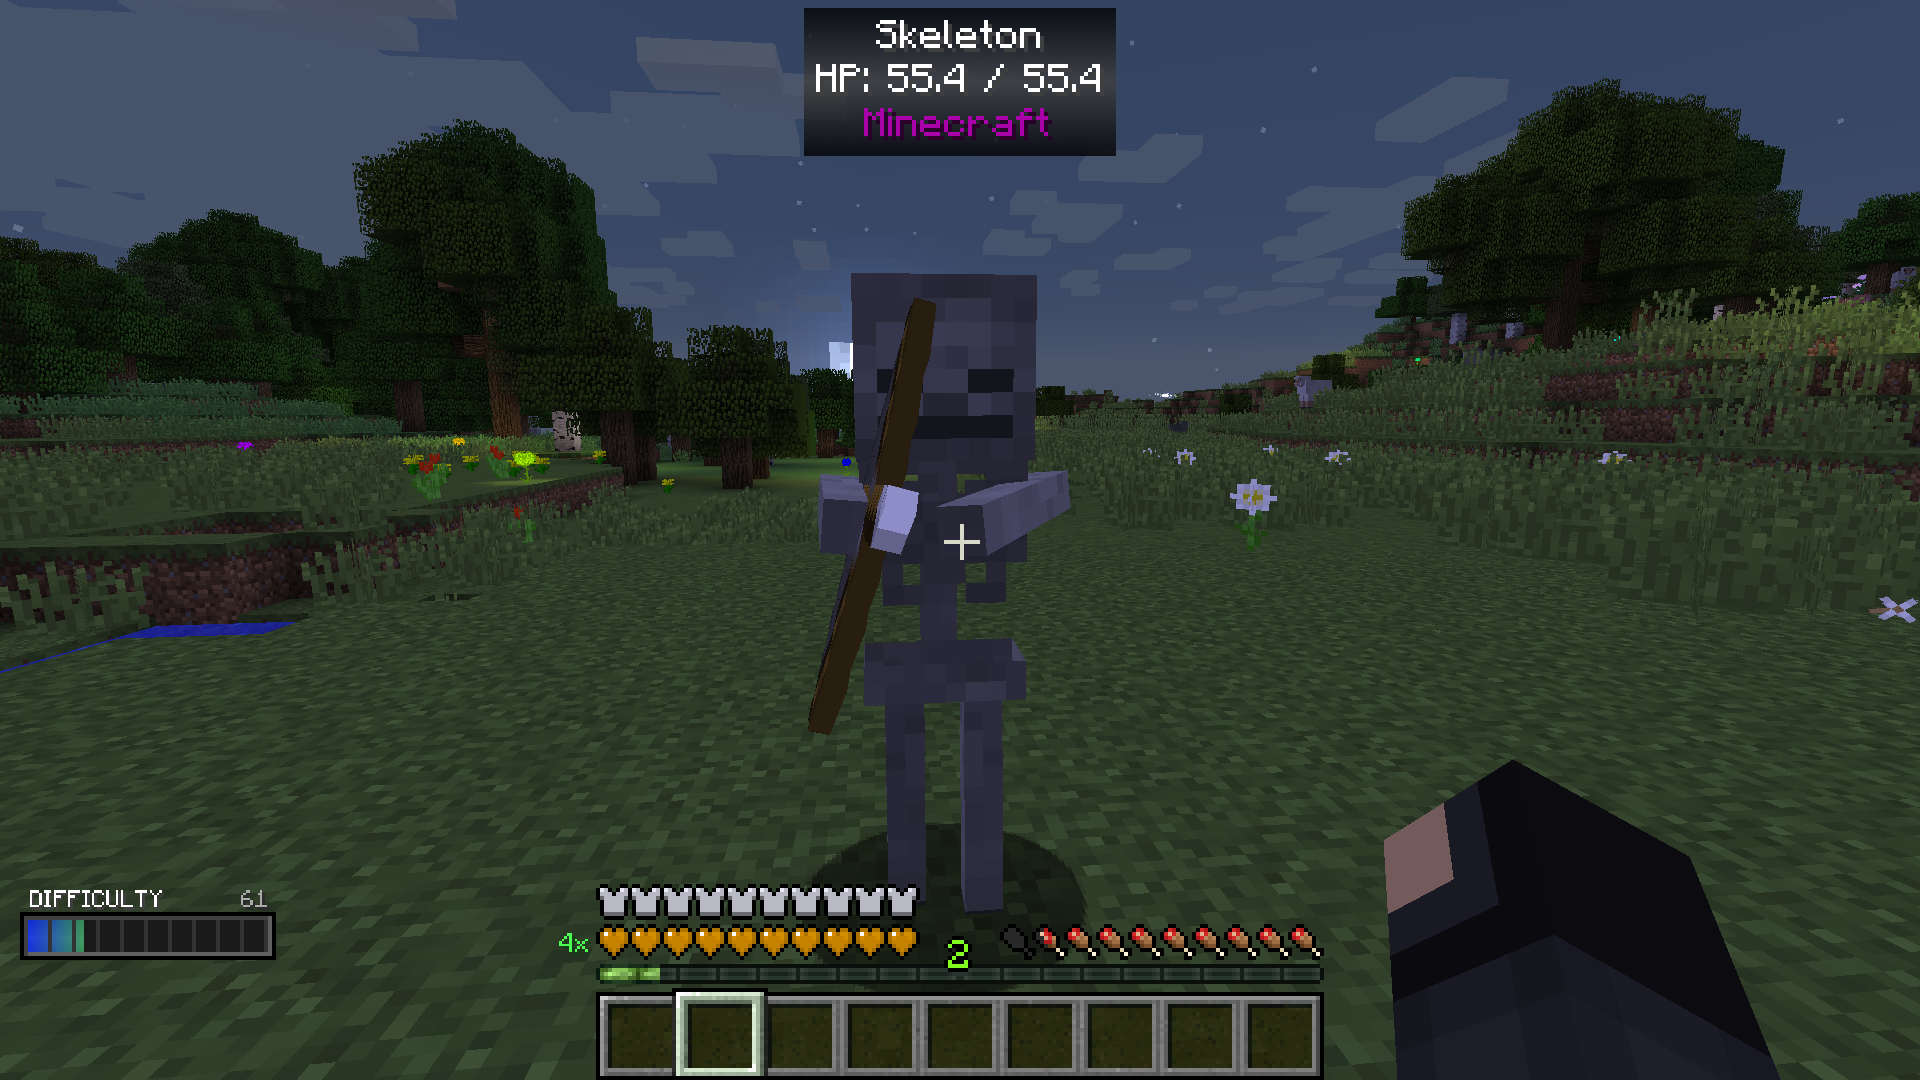 Skeleton
HP: 55.4 / 55.4
Minecraft
DIFFICULTY 61
4x
2